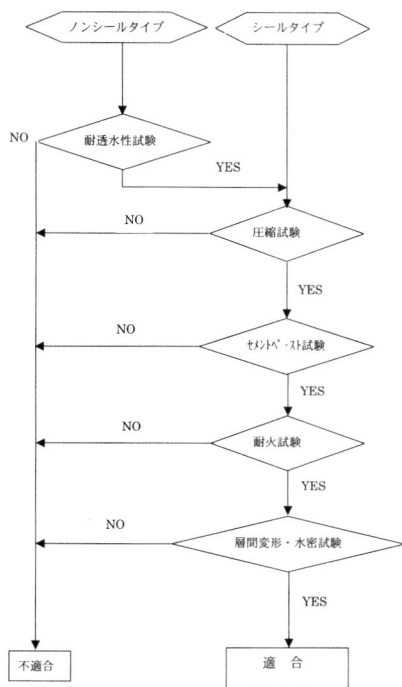 ノンシールタイプ
シールタイプ
NO
耐透水性試験
YES
NO
圧縮試験
YES
NO
ｾﾒﾝﾄﾍﾟｰｽﾄ試験
YES
NO
耐火試験
YES
NO
層間変形・水密試験
YES
不適合
適　合